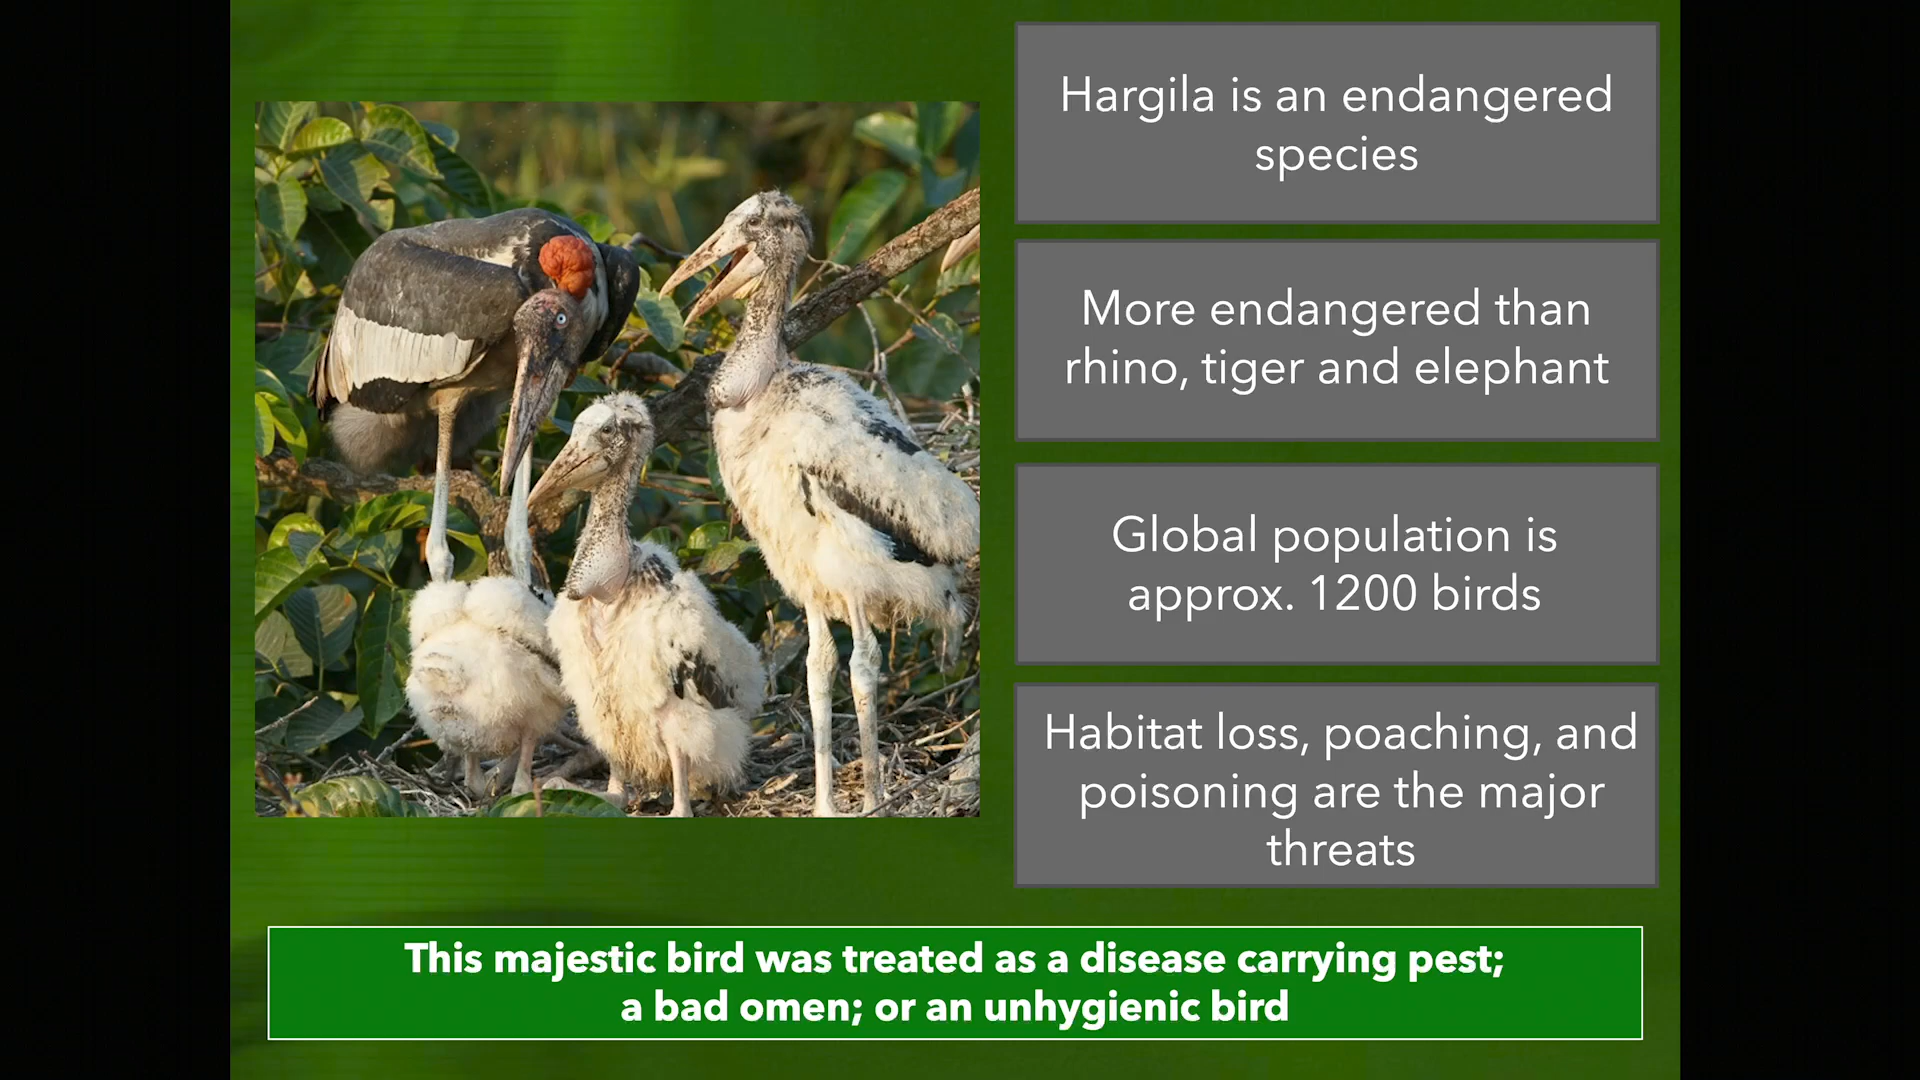 Hargila is an endangered
species
More endangered than
rhino, tiger and elephant
Global population is
approx. 1200 birds
Habitat loss, poaching, and
poisoning are the major
threats
This majestic bird was treated as a disease carrying pest;
a bad omen; or an unhygienic bird